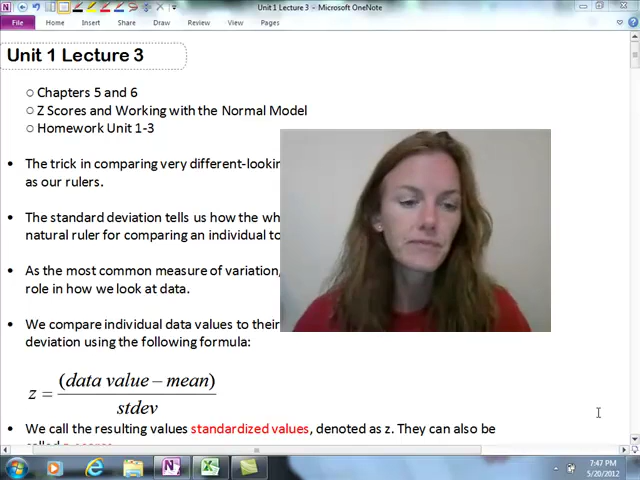 Unit 1 Lecture 3 - Microsoft OneNote
File Home Insert Share Draw Review View Pages
Unit 1 Lecture 3
Chapters 5 and 6
Z Scores and Working with the Normal Model
Homework Unit 1-3
The trick in comparing very different-lookin
as our rulers.
The standard deviation tells us how the wh
natural ruler for comparing an individual to
As the most common measure of variation,
role in how we look at data.
We compare individual data values to their
deviation using the following formula:
z = (data value – mean)
stdev
We call the resulting values standardized values, denoted as z. They can also be
7:47 PM
5/20/2012